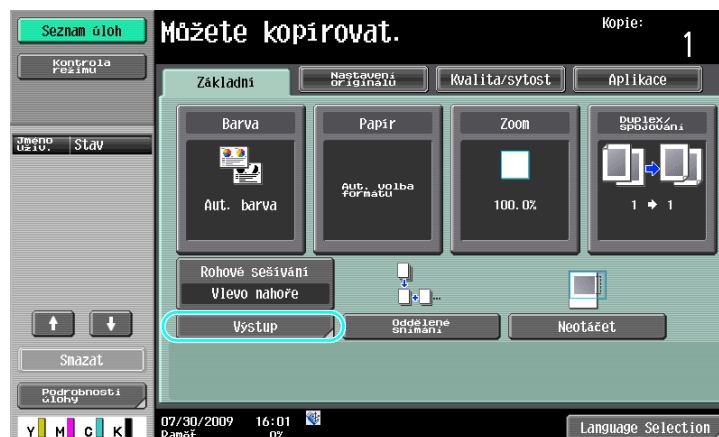 Seznam úloh
Můžete kopírovat.
Kopie:
1
Kontrola
režimu
Základní
Nastavení
originálu
Kvalita/sytost
Aplikace
Jméno
uživ.
Stav
Barva
Papír
Zoom
Duplex/
spojování
Aut. barva
Aut. volba
formátu
100.0%
1 → 1
Rohové sešívání
Vlevo nahoře
Výstup
Oddělené
snímání
Neotáčet
Smazat
Podrobnosti
úlohy
Y M C K
07/30/2009 16:01
Paměť 0%
Language Selection